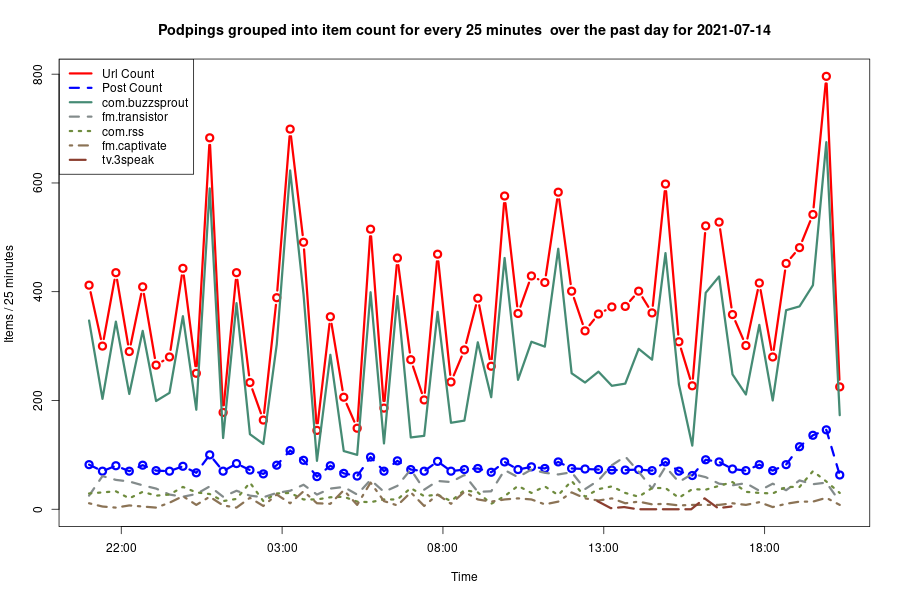 Podpings grouped into item count for every 25 minutes  over the past day for 2021-07-14
Url Count
Post Count
com.buzzsprout
fm.transistor
com.rss
fm.captivate
tv.3speak
Items / 25 minutes
800
600
400
200
0
22:00 03:00 08:00 13:00 18:00
Time